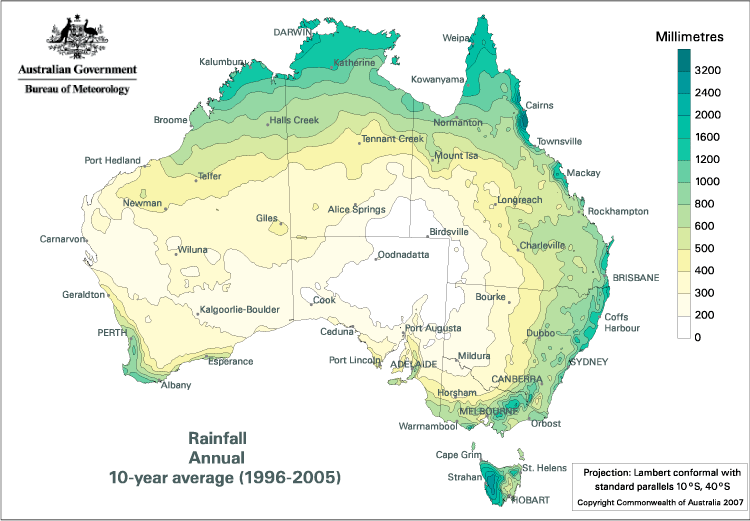 Australian Government
Bureau of Meteorology
DARWIN
Weipa
Millimetres
Kalumburu
Katherine
Kowanyama
3200
2400
2000
1600
1200
1000
800
600
500
400
300
200
0
Cairns
Broome
Halls Creek
Normanton
Tennant Creek
Townsville
Port Hedland
Mount Isa
Telfer
Mackay
Newman
Longreach
Alice Springs
Rockhampton
Giles
Carnarvon
Birdsville
Wiluna
Oodnadatta
Charleville
BRISBANE
Geraldton
Cook
Bourke
Kalgoorlie-Boulder
Coffs
Harbour
PERTH
Ceduna
Port Augusta
Dubbo
Esperance
Port Lincoln
ADELAIDE
Mildura
SYDNEY
Albany
CANBERRA
Horsham
MELBOURNE
Warrnambool
Orbost
Rainfall
Annual
10-year average (1996-2005)
Cape Grim
St. Helens
Strahan
HOBART
Projection: Lambert conformal with
standard parallels 10°S, 40°S
Copyright Commonwealth of Australia 2007